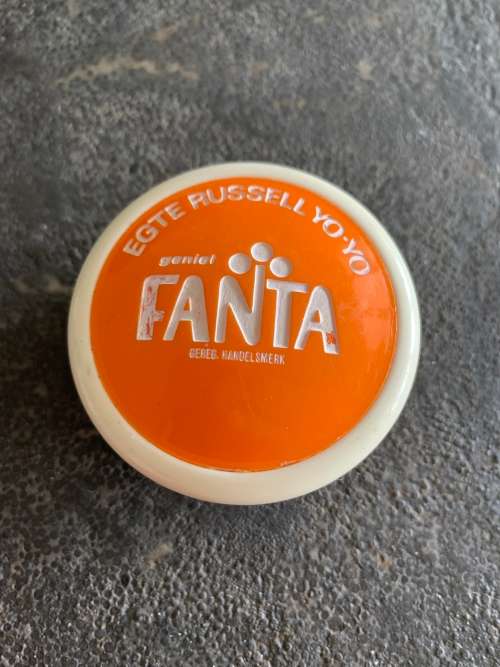 EGTE RUSSELL YO-YO
geniet
FANTA
GEREG. HANDELSMERK